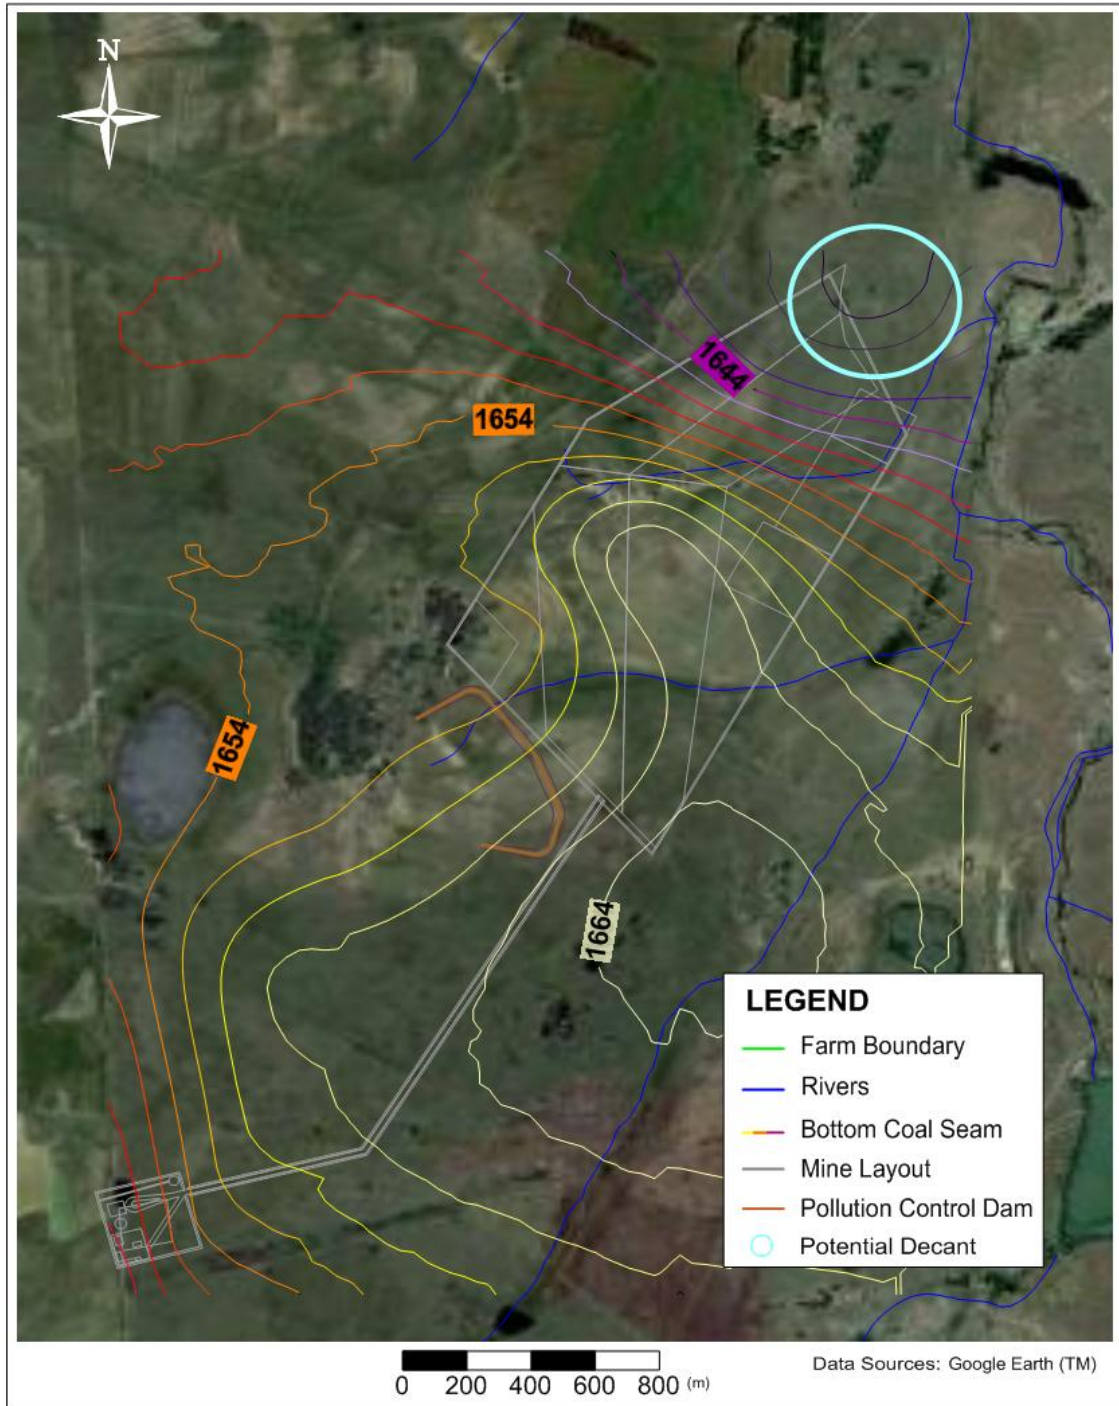 N
1644
1654
1654
1664
LEGEND
Farm Boundary
Rivers
Bottom Coal Seam
Mine Layout
Pollution Control Dam
Potential Decant
0 200 400 600 800 (m)
Data Sources: Google Earth (TM)